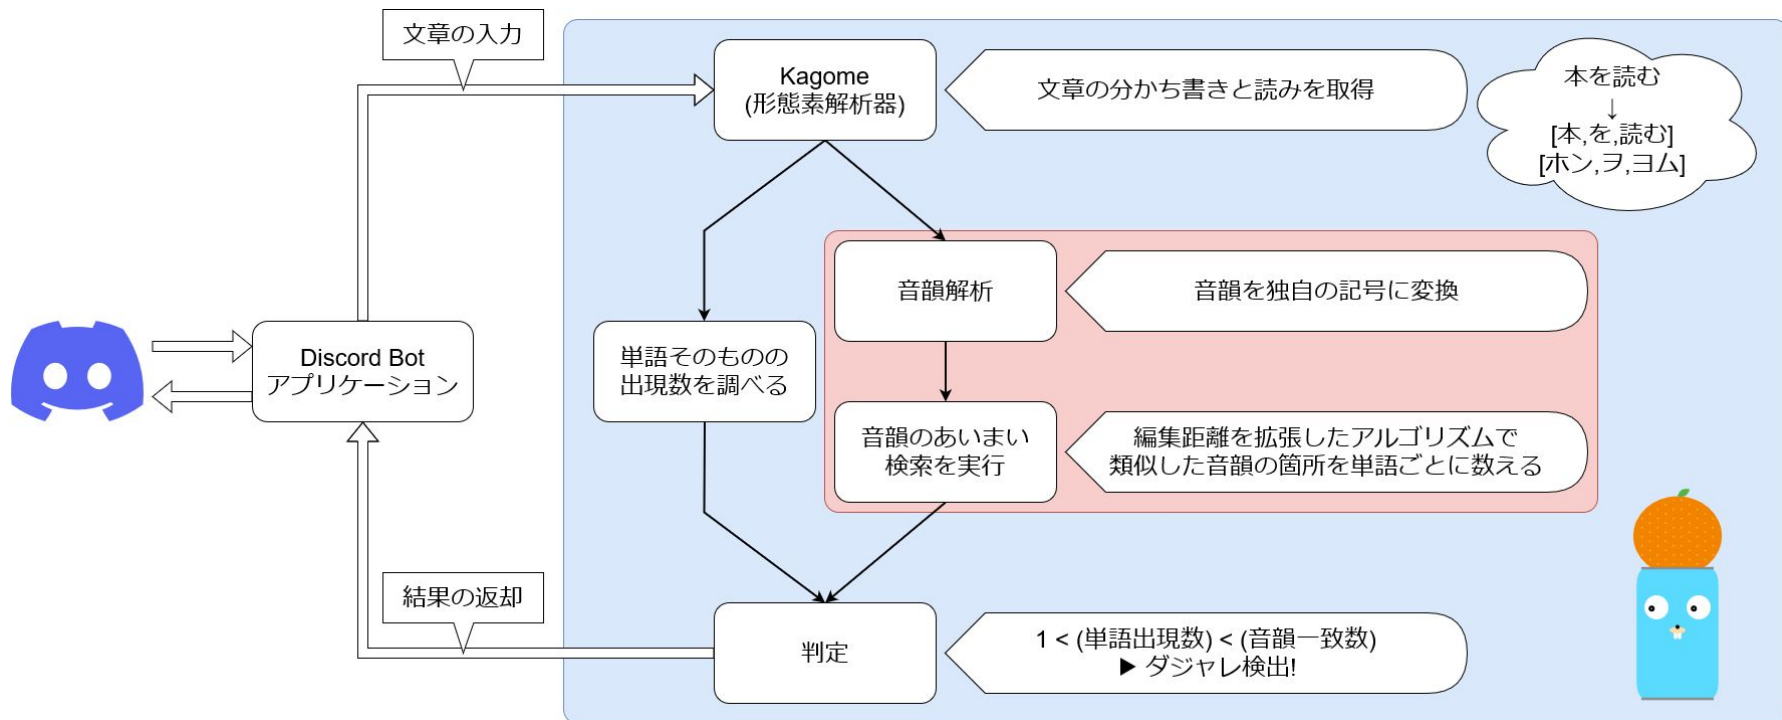 文章の入力
Kagome
(形態素解析器)
文章の分かち書きと読みを取得
本を読む
↓
[本,を,読む]
[ホン,ヲ,ヨム]
音韻解析
音韻を独自の記号に変換
Discord Bot
アプリケーション
単語そのものの
出現数を調べる
音韻のあいまい
検索を実行
編集距離を拡張したアルゴリズムで
類似した音韻の箇所を単語ごとに数える
結果の返却
判定
1 < (単語出現数) < (音韻一致数)
▶ ダジャレ検出!